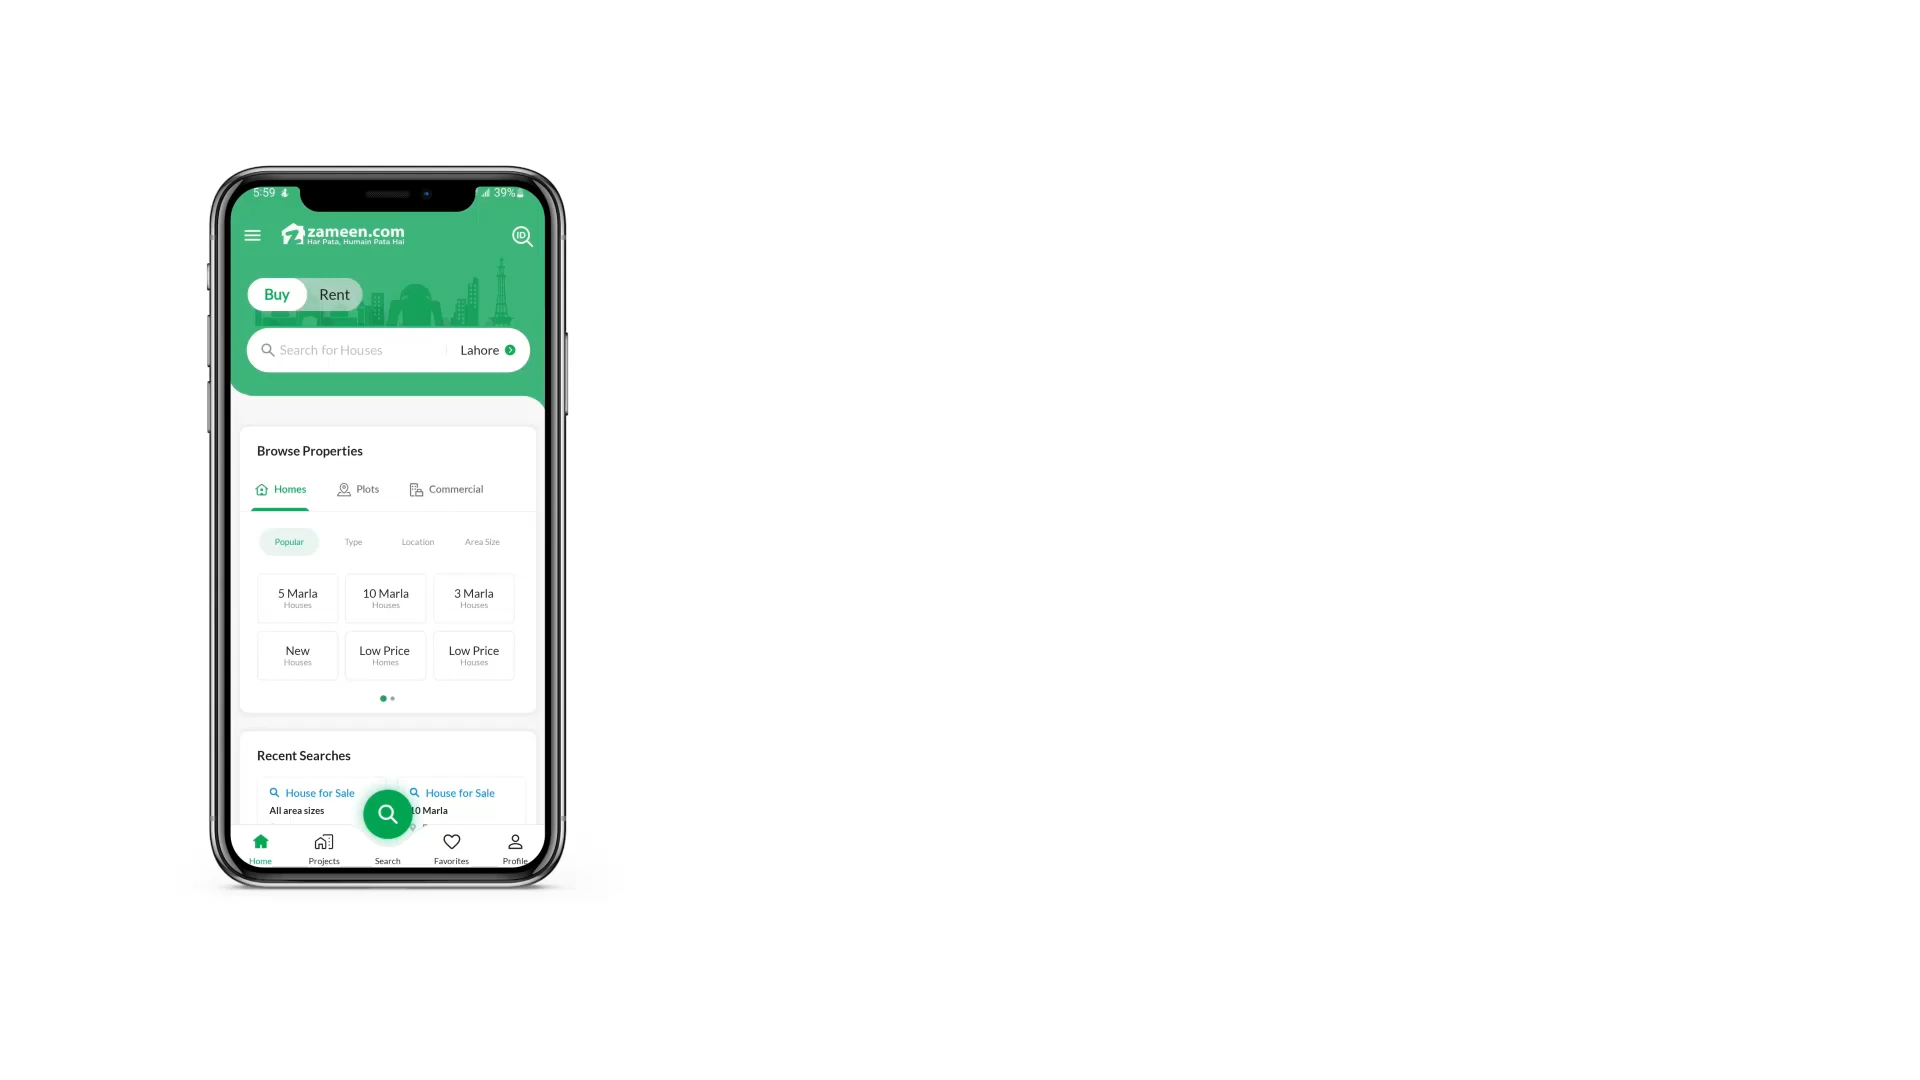 5:59
39%
zameen.com
Har Pata, Humain Pata Hai
ID
Buy Rent
Search for Houses Lahore
Browse Properties
Homes Plots Commercial
Popular Type Location Area Size
5 Marla 10 Marla 3 Marla
Houses Houses Houses
New Low Price Low Price
Houses Homes Houses
Recent Searches
House for Sale House for Sale
All area sizes 10 Marla
Home Projects Search Favorites Profile